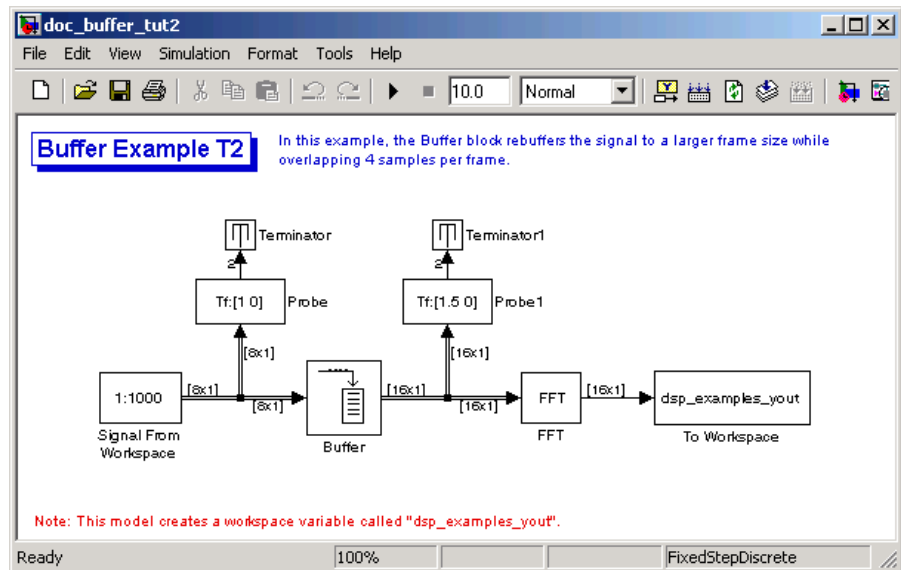 doc_buffer_tut2
File Edit View Simulation Format Tools Help
10.0 Normal
Buffer Example T2
In this example, the Buffer block rebuffers the signal to a larger frame size while
overlapping 4 samples per frame.
Terminator
Terminator1
2
2
Tf:[1 0]
Probe
Tf:[1.5 0]
Probe1
[8x1]
[16x1]
1:1000
[8x1]
[8x1]
[16x1]
[16x1]
FFT
[16x1]
dsp_examples_yout
Signal From
Workspace
Buffer
FFT
To Workspace
Note: This model creates a workspace variable called "dsp_examples_yout".
Ready 100% FixedStepDiscrete